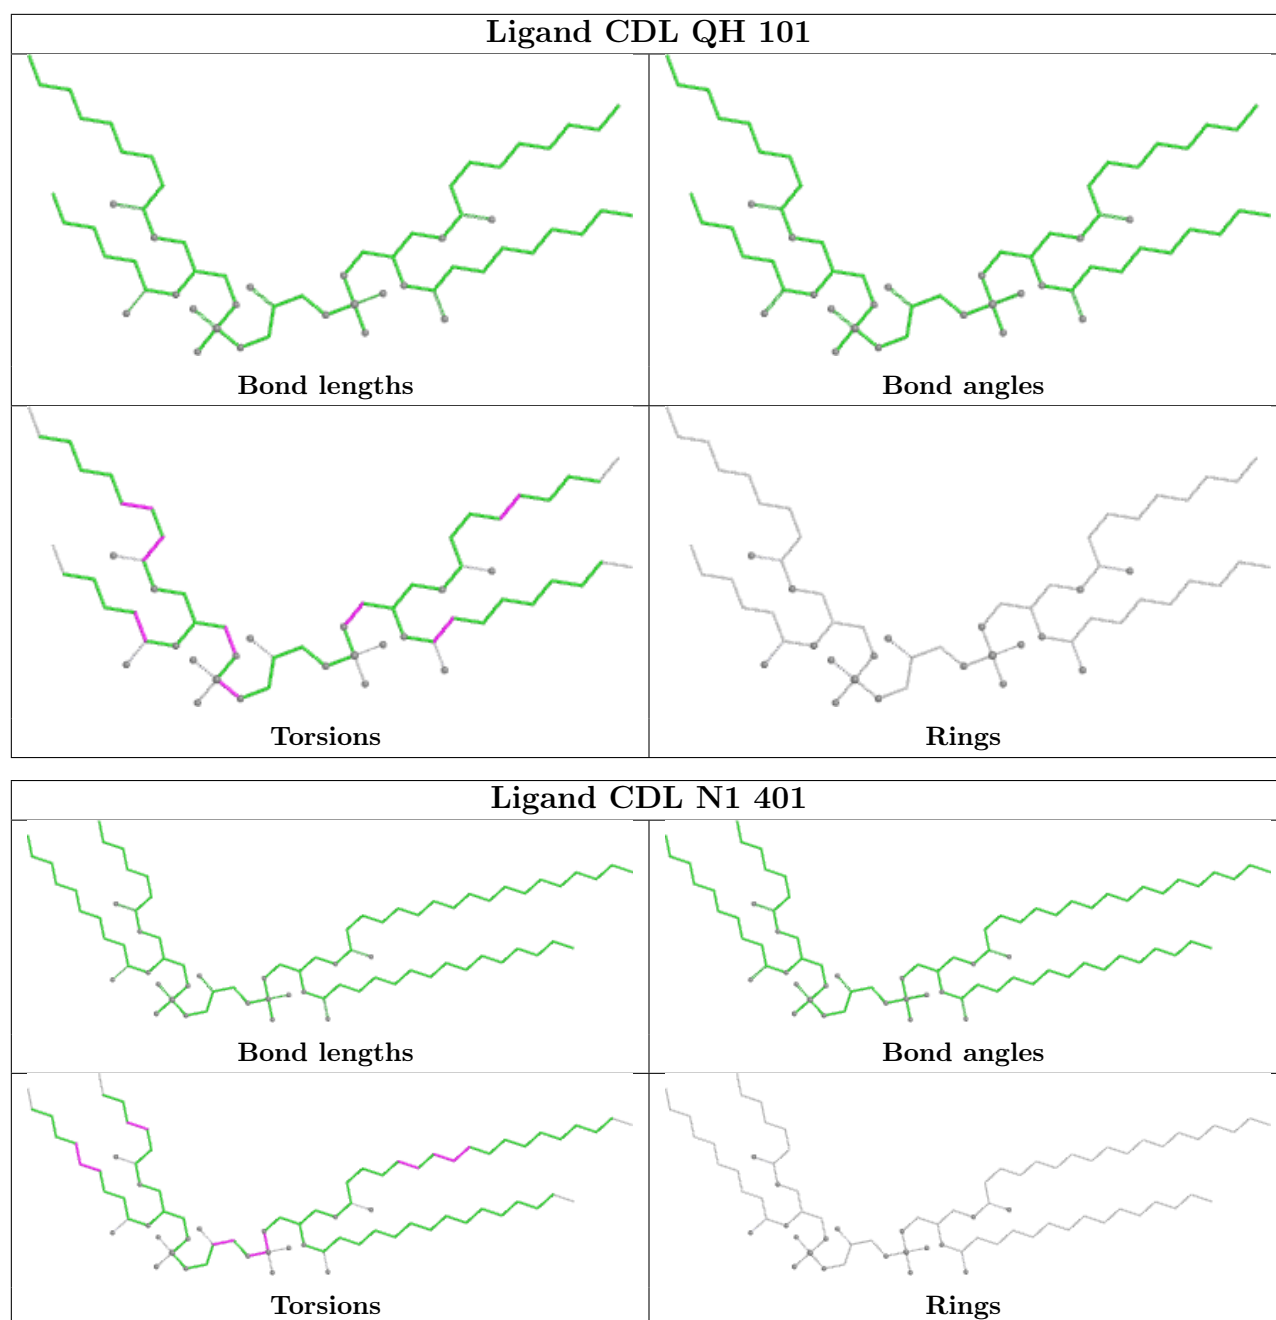 Ligand CDL QH 101
Bond lengths
Bond angles
Torsions
Rings
Ligand CDL N1 401
Bond lengths
Bond angles
Torsions
Rings